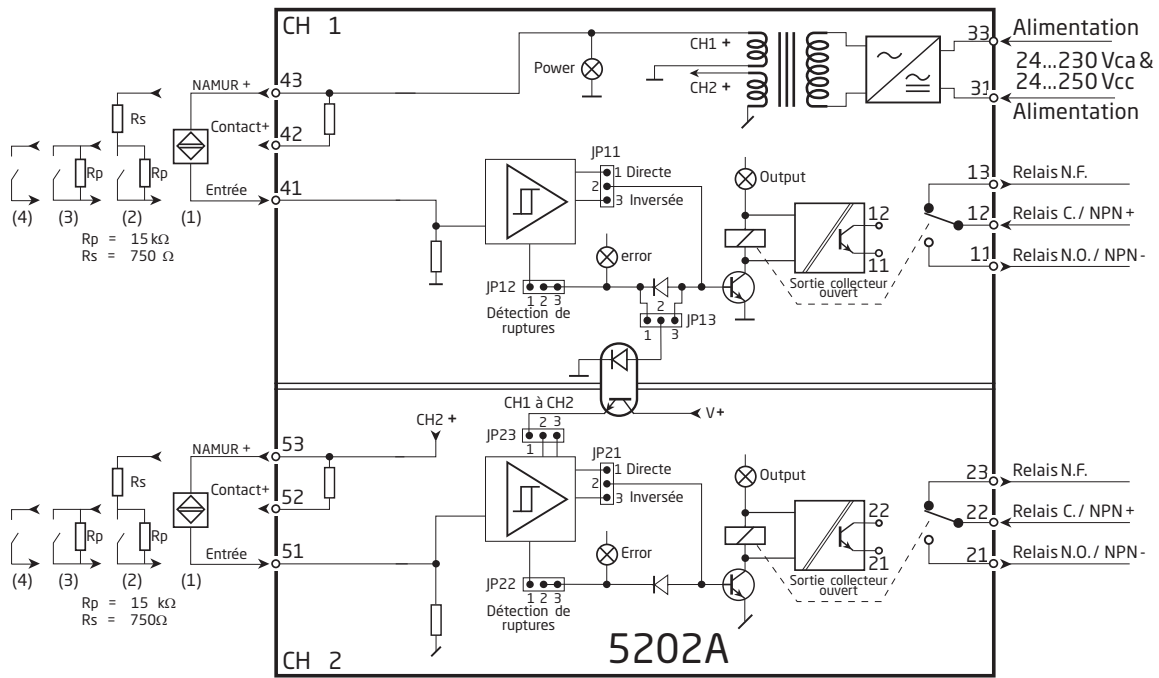 CH 1
33
Alimentation
24...230 Vca &
24...250 Vcc
31
Alimentation
CH1 +
CH2 +
Power
NAMUR +
43
Contact+
42
Entrée
41
Rs
Rp
Rp
(4)
(3)
(2)
(1)
Rp = 15 kΩ
Rs = 750 Ω
JP11
1 Directe
2
3 Inversée
error
JP12
1 2 3
Détection de
ruptures
2
JP13
1
3
Output
12
11
Sortie collecteur
ouvert
13
Relais N.F.
12
Relais C./ NPN +
11
Relais N.O./ NPN -
CH1 à CH2
V+
CH2 +
JP23
2 3
1
NAMUR +
53
Contact+
52
Entrée
51
Rs
Rp
Rp
(4)
(3)
(2)
(1)
Rp = 15 kΩ
Rs = 750Ω
JP21
1 Directe
2
3 Inversée
Error
JP22
1 2 3
Détection de
ruptures
Output
22
21
Sortie collecteur
ouvert
23
Relais N.F.
22
Relais C./ NPN +
21
Relais N.O./ NPN -
CH 2
5202A